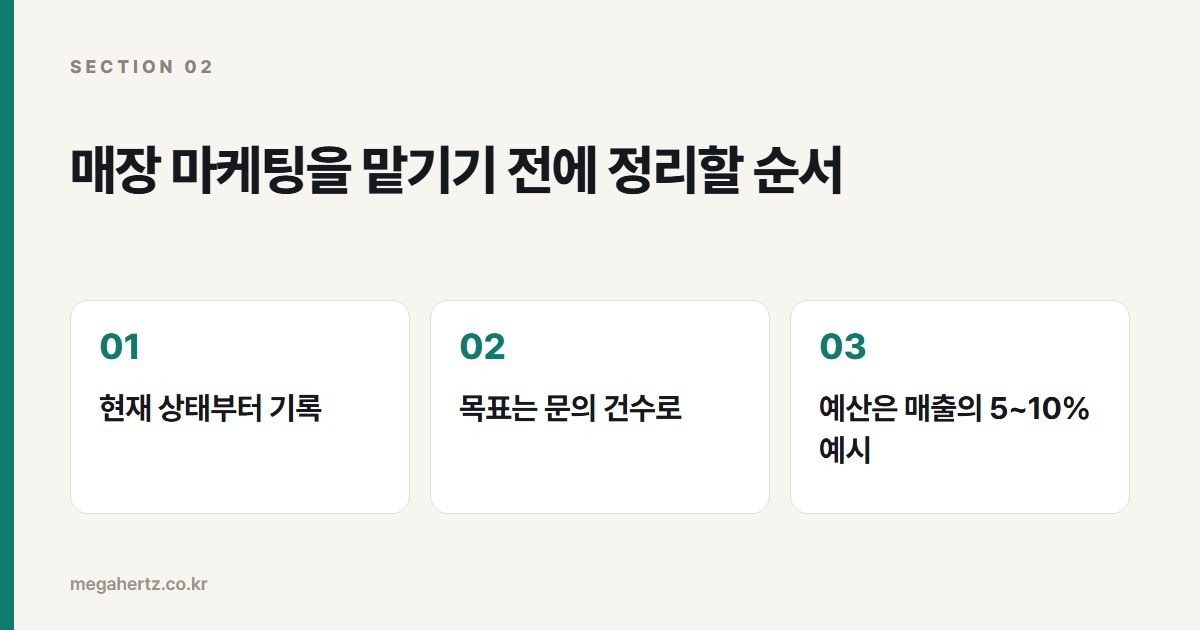 SECTION 02
매장 마케팅을 맡기기 전에 정리할 순서
01
현재 상태부터 기록
02
목표는 문의 건수로
03
예산은 매출의 5~10%
예시
megahertz.co.kr